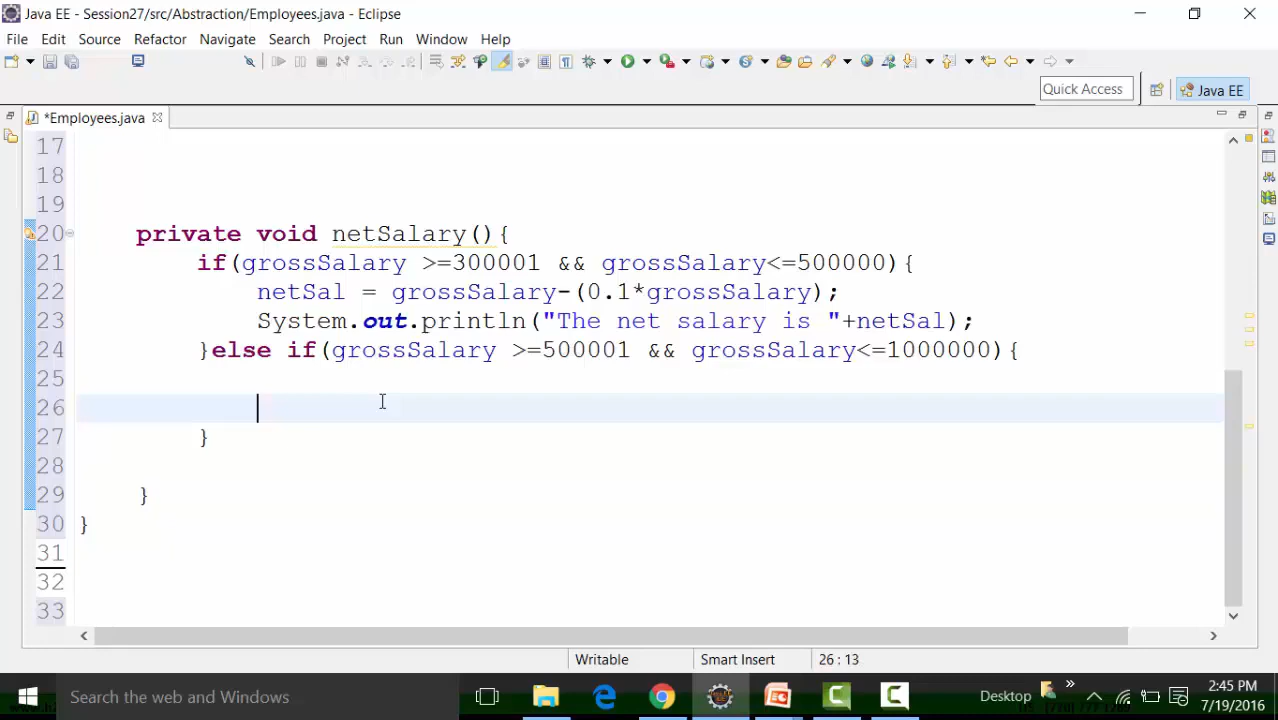 Java EE - Session27/src/Abstraction/Employees.java - Eclipse
File Edit Source Refactor Navigate Search Project Run Window Help
Quick Access
Java EE
*Employees.java
17
18
19
20 private void netSalary(){
21 if(grossSalary >=300001 && grossSalary<=500000){
22 netSal = grossSalary-(0.1*grossSalary);
23 System.out.println("The net salary is "+netSal);
24 }else if(grossSalary >=500001 && grossSalary<=1000000){
25
26
27 }
28
29 }
30 }
31
32
33
Writable Smart Insert 26 : 13
Search the web and Windows
Desktop
2:45 PM
7/19/2016